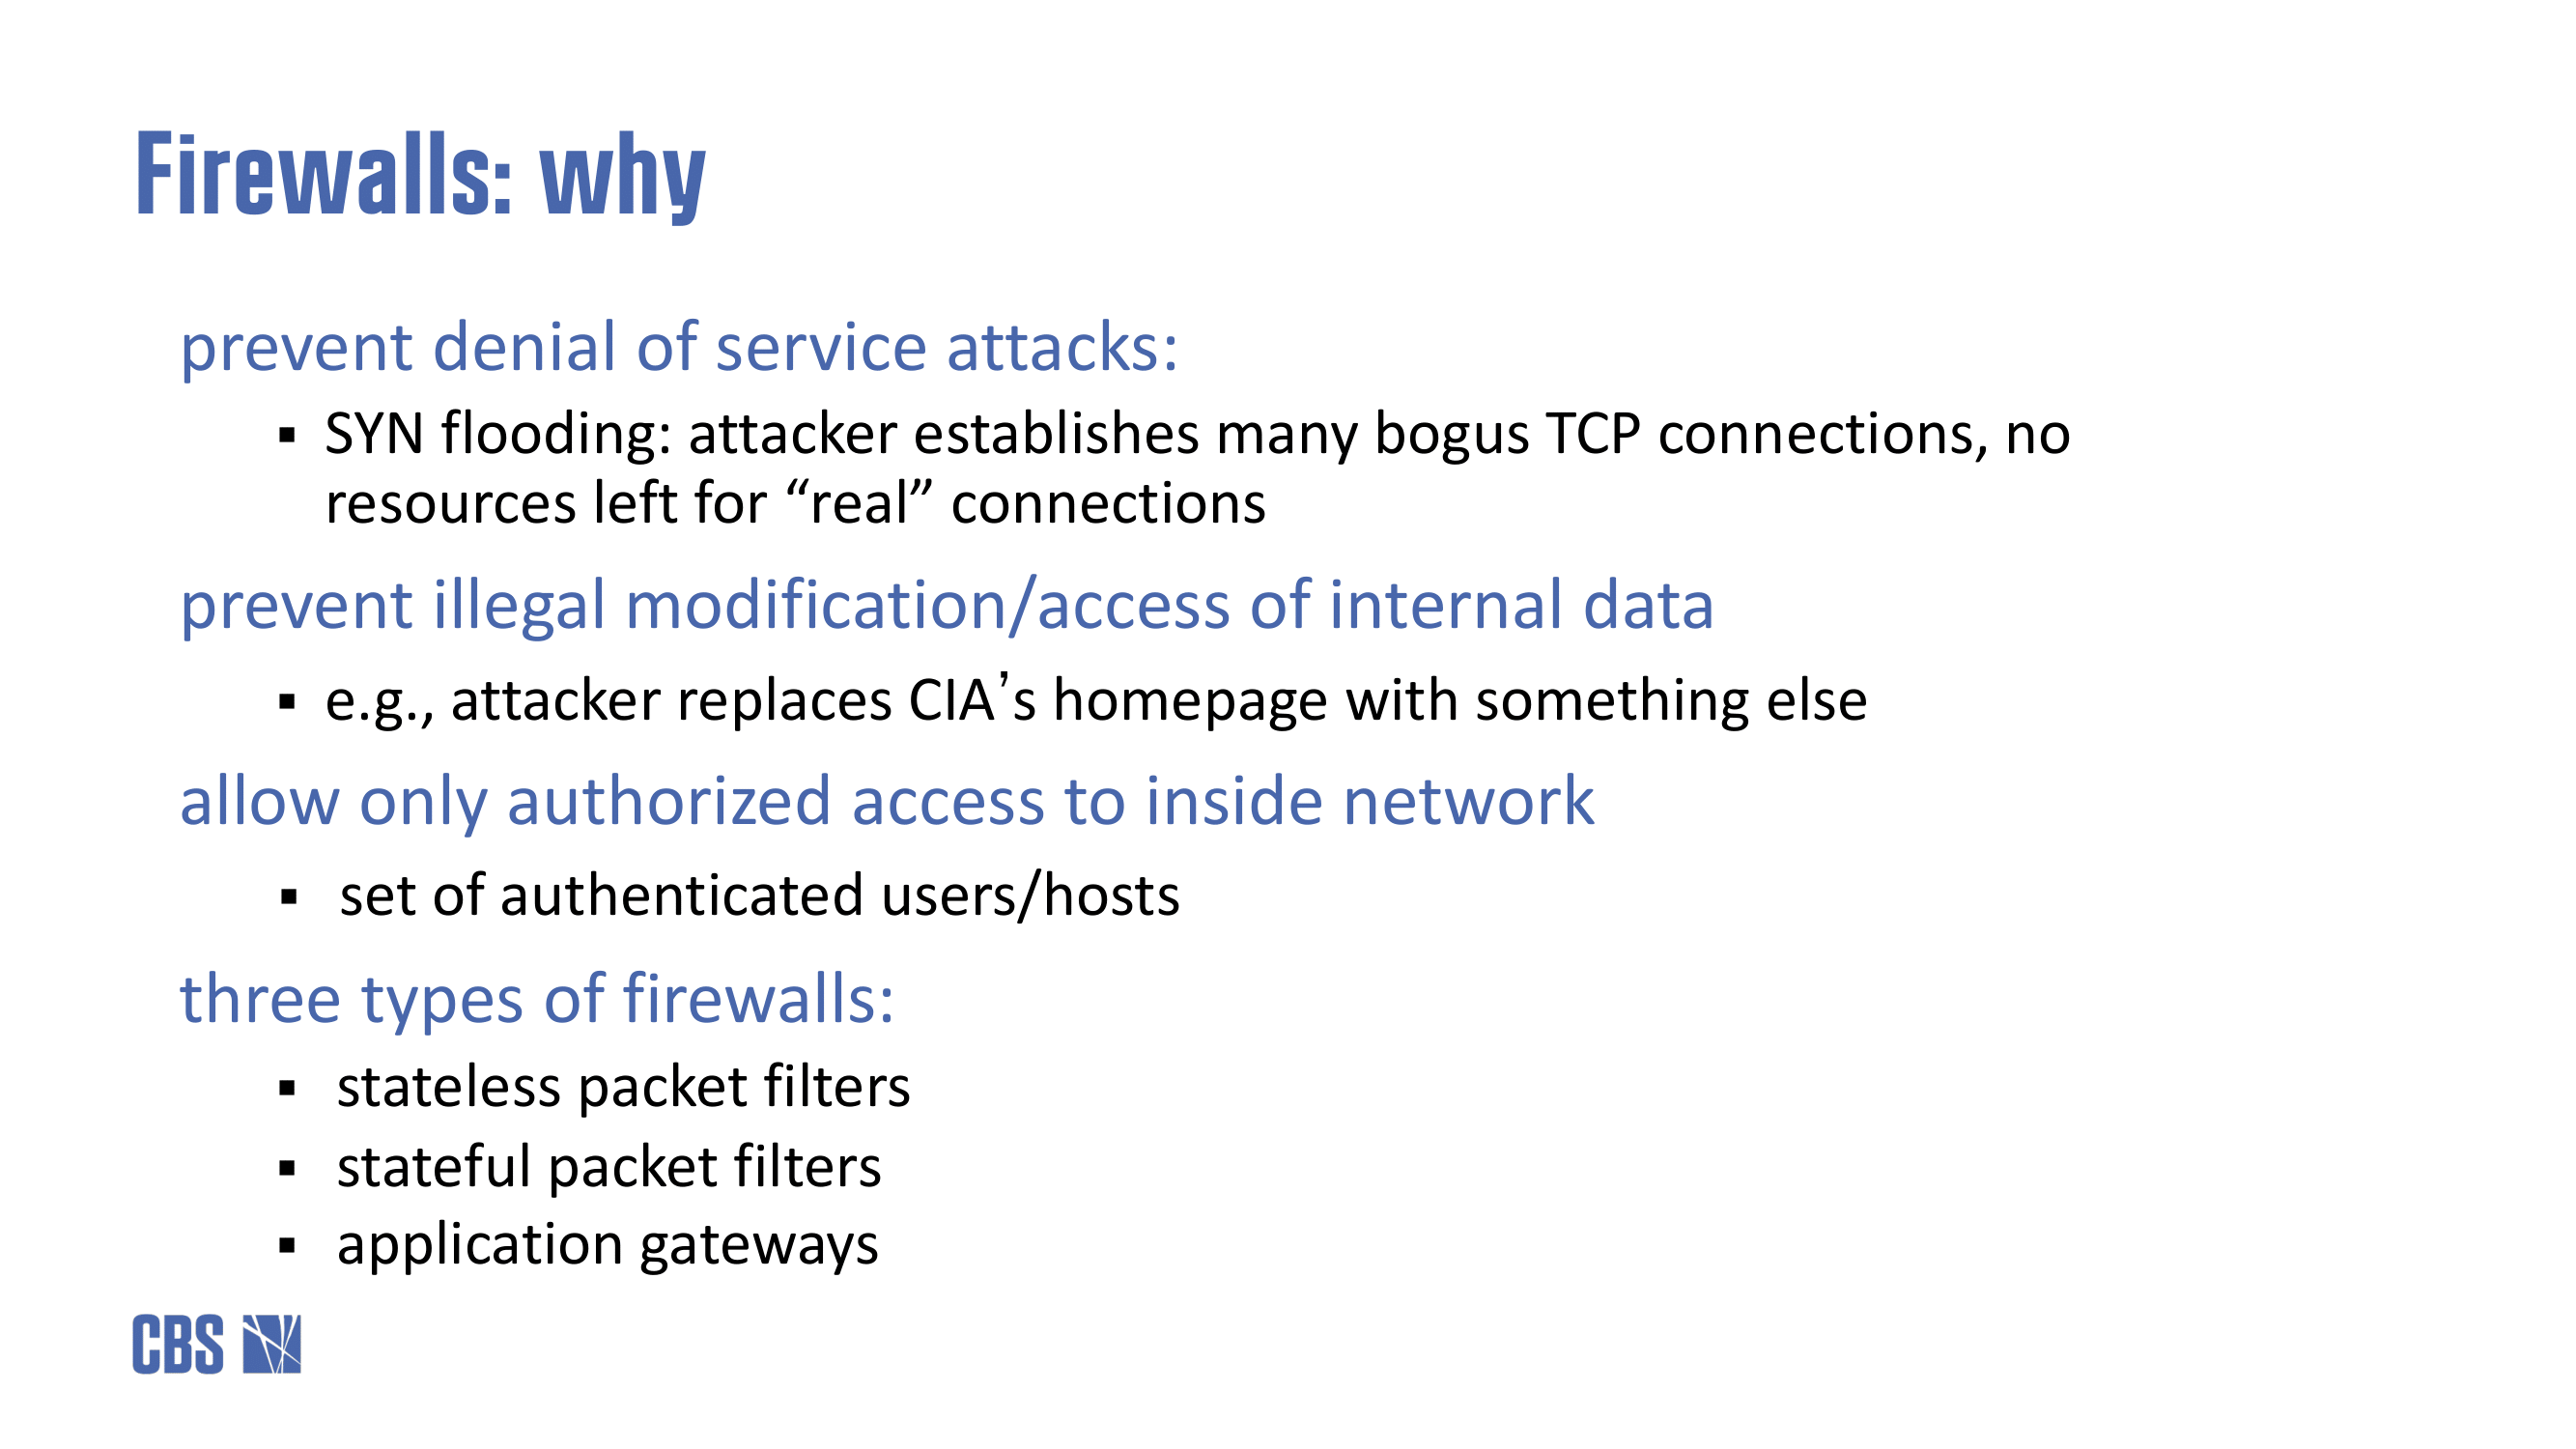 Firewalls: why
prevent denial of service attacks:
▪ SYN flooding: attacker establishes many bogus TCP connections, no
resources left for “real” connections
prevent illegal modification/access of internal data
▪ e.g., attacker replaces CIA’s homepage with something else
allow only authorized access to inside network
▪ set of authenticated users/hosts
three types of firewalls:
▪ stateless packet filters
▪ stateful packet filters
▪ application gateways
CBS